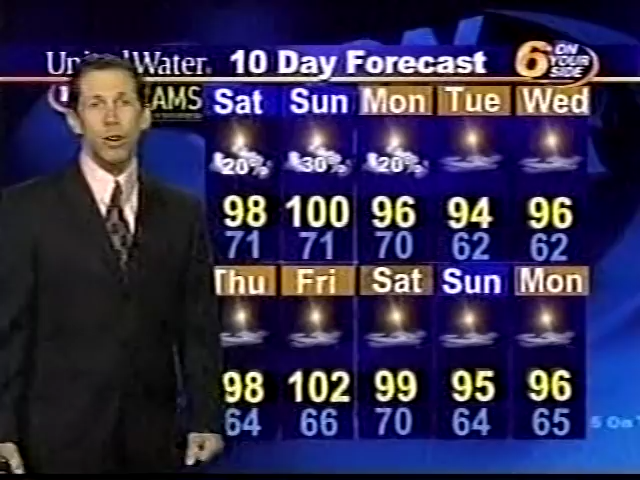 United Water 10 Day Forecast 6 ON YOUR SIDE
AMS
Sat Sun Mon Tue Wed
20% 30% 20%
98 100 96 94 96
71 71 70 62 62
Thu Fri Sat Sun Mon
98 102 99 95 96
64 66 70 64 65